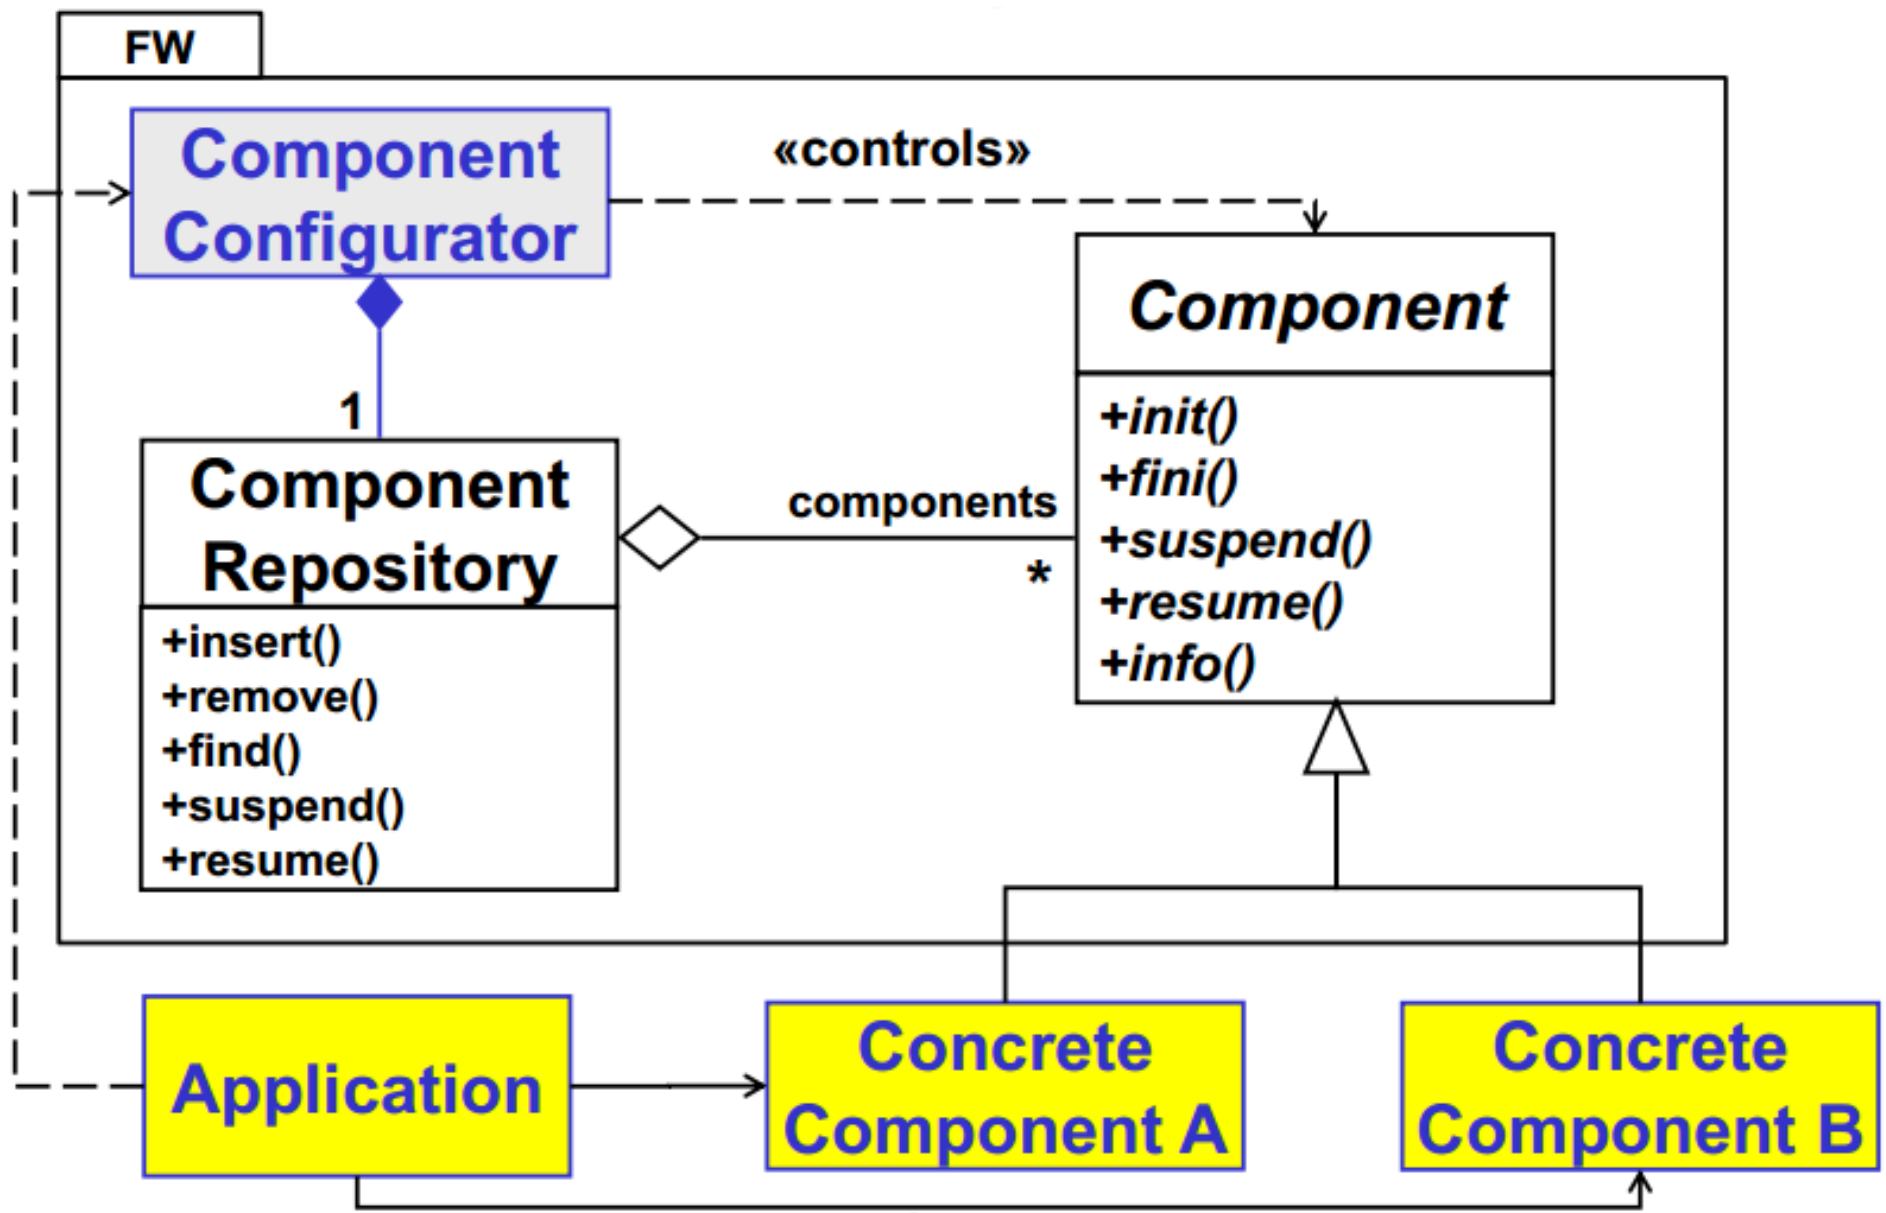 FW
Component
Configurator
«controls»
Component
+init()
+fini()
+suspend()
+resume()
+info()
1
components
*
Component
Repository
+insert()
+remove()
+find()
+suspend()
+resume()
Application
Concrete
Component A
Concrete
Component B